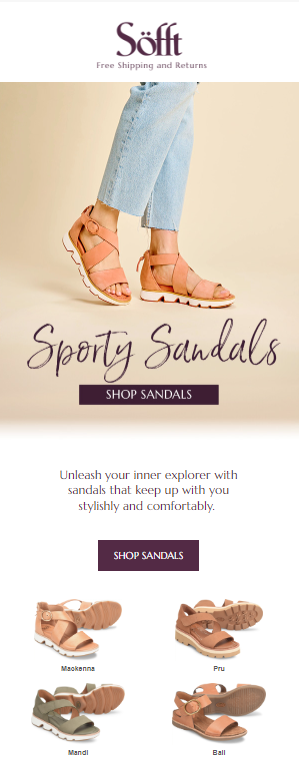 Söfft
Free Shipping and Returns
Sporty Sandals
SHOP SANDALS
Unleash your inner explorer with
sandals that keep up with you
stylishly and comfortably.
SHOP SANDALS
Mackenna
Pru
Mandi
Bali